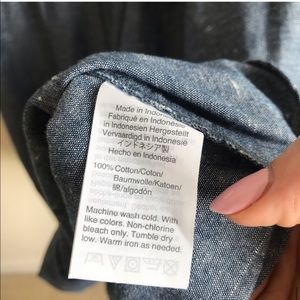 Made in Indonesia
Fabriqué en Indonésie
in Indonesien Hergestellt
Vervaardigd in Indonesië
インドネシア製
Hecho en Indonesia
100% Cotton/Coton/
Baumwolle/Katoen/
綿/algodón
Machine wash cold. With
like colors. Non-chlorine
bleach only. Tumble dry
low. Warm iron as needed.